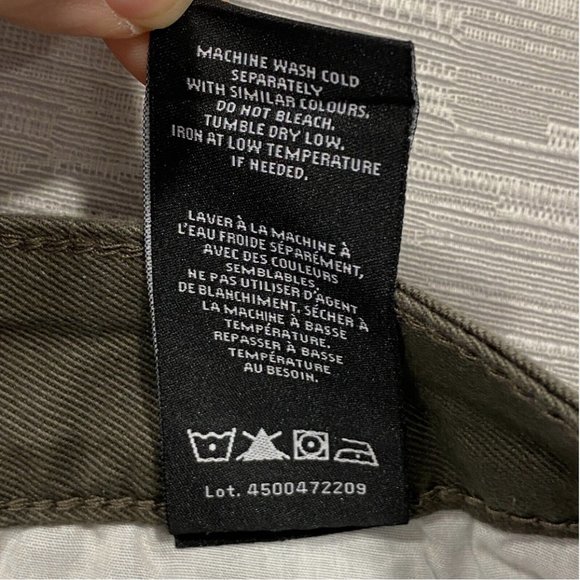 MACHINE WASH COLD
SEPARATELY
WITH SIMILAR COLOURS.
DO NOT BLEACH.
TUMBLE DRY LOW.
IRON AT LOW TEMPERATURE
IF NEEDED.
LAVER À LA MACHINE À
L'EAU FROIDE SÉPARÉMENT,
AVEC DES COULEURS
SEMBLABLES.
NE PAS UTILISER D'AGENT
DE BLANCHIMENT. SÉCHER À
LA MACHINE À BASSE
TEMPÉRATURE.
REPASSER À BASSE
TEMPÉRATURE
AU BESOIN.
Lot. 4500472209